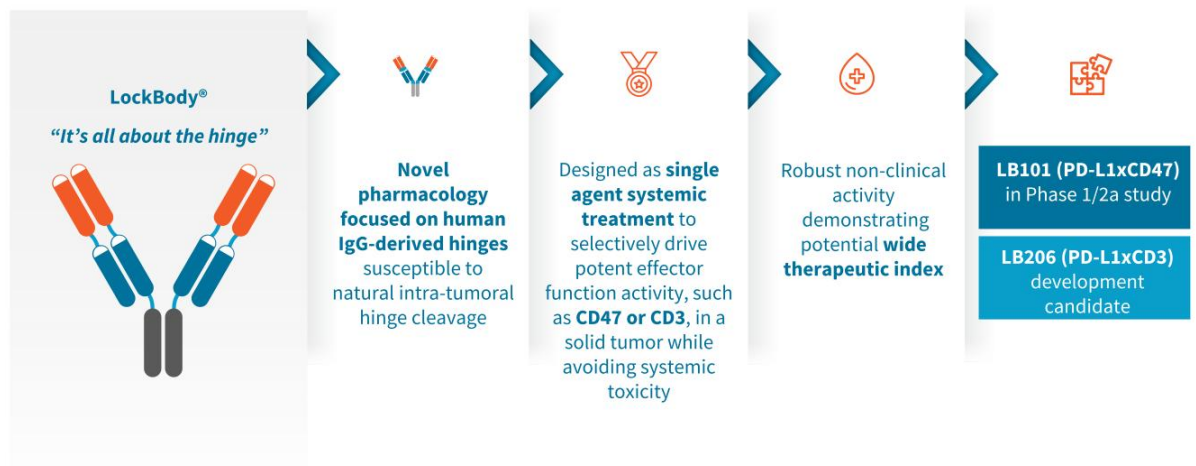 LockBody®
“It’s all about the hinge”
Novel
pharmacology
focused on human
IgG-derived hinges
susceptible to
natural intra-tumoral
hinge cleavage
Designed as single
agent systemic
treatment to
selectively drive
potent effector
function activity, such
as CD47 or CD3, in a
solid tumor while
avoiding systemic
toxicity
Robust non-clinical
activity
demonstrating
potential wide
therapeutic index
LB101 (PD-L1xCD47)
in Phase 1/2a study
LB206 (PD-L1xCD3)
development
candidate